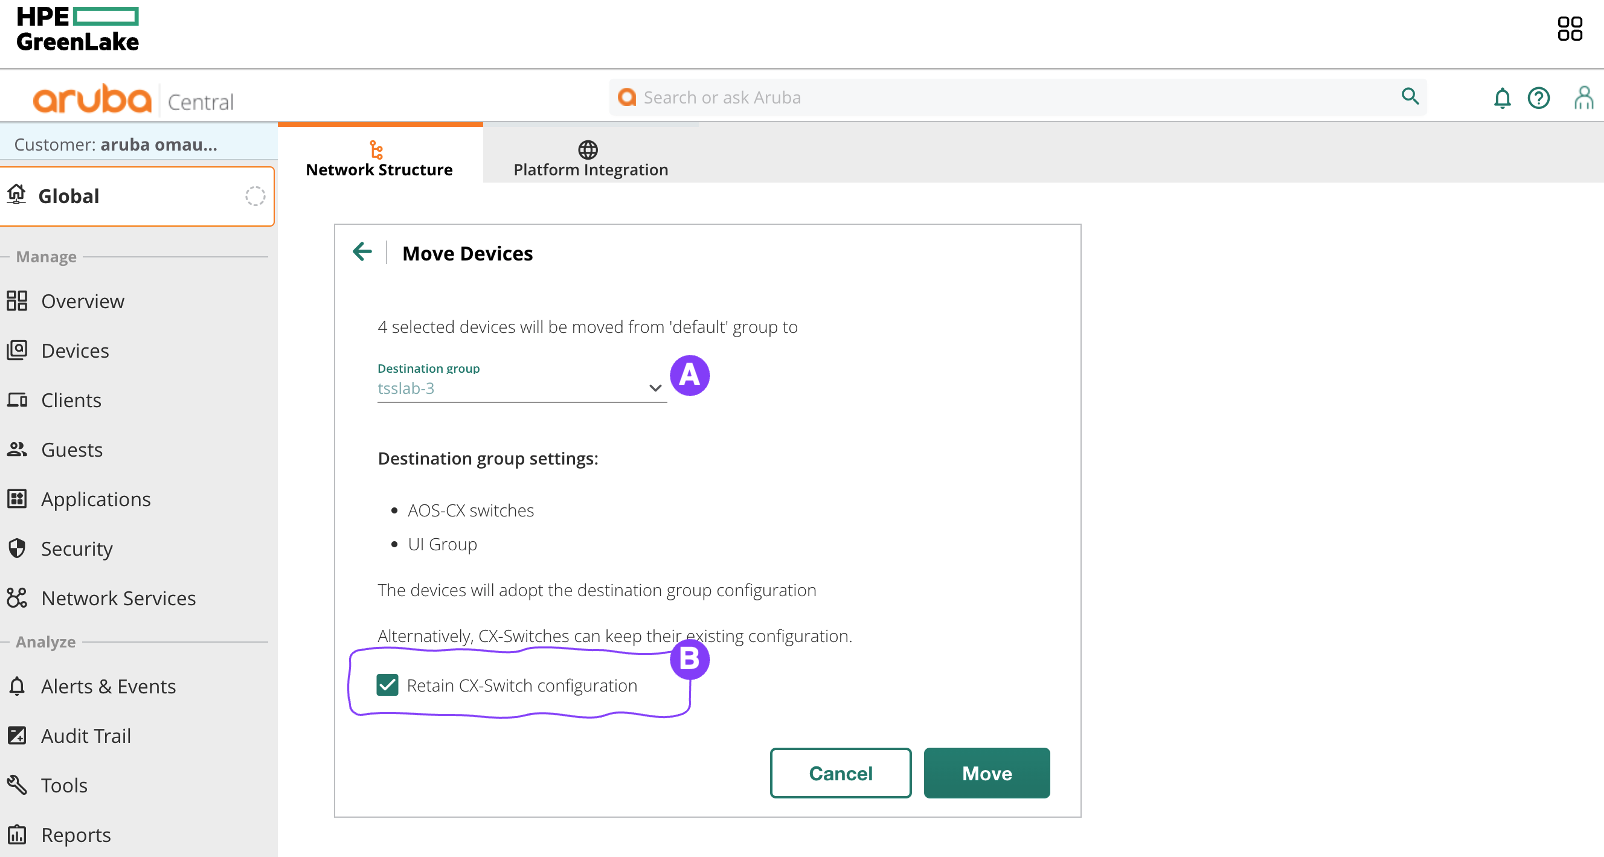 HPE
GreenLake
aruba Central
Search or ask Aruba
Customer: aruba omau...
Network Structure
Platform Integration
Global
Manage
Overview
Devices
Clients
Guests
Applications
Security
Network Services
Analyze
Alerts & Events
Audit Trail
Tools
Reports
Move Devices
4 selected devices will be moved from 'default' group to
Destination group
tsslab-3
A
Destination group settings:
• AOS-CX switches
• UI Group
The devices will adopt the destination group configuration
Alternatively, CX-Switches can keep their existing configuration.
B
Retain CX-Switch configuration
Cancel
Move